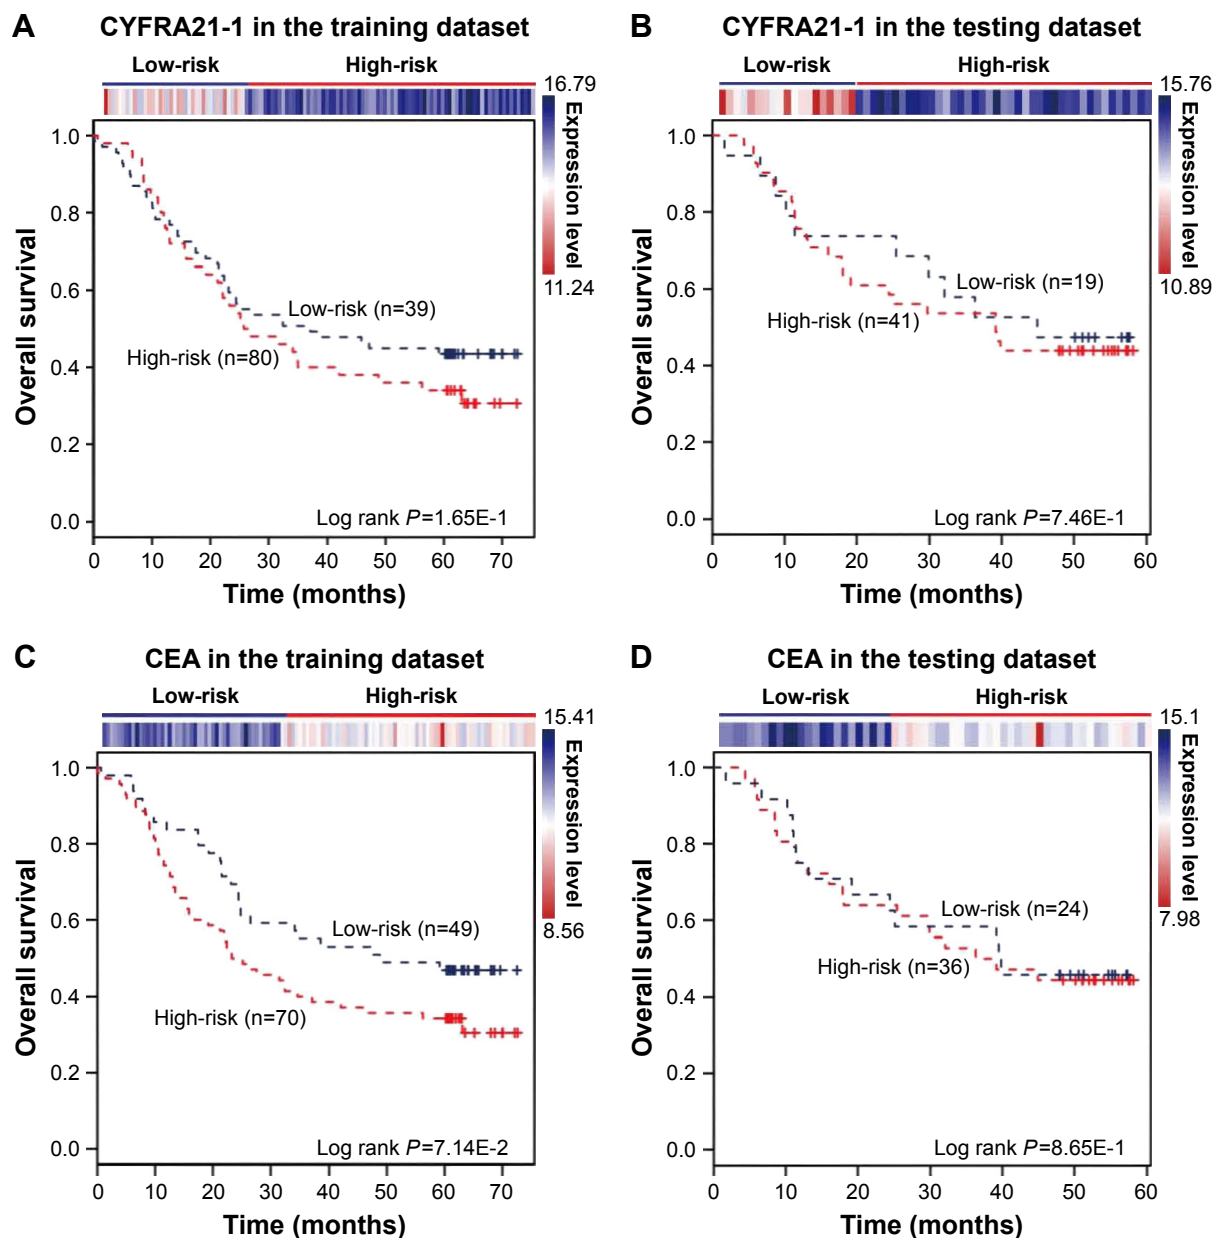 A CYFRA21-1 in the training dataset
Low-risk High-risk
16.79
Expression level
11.24
1.0
0.8
0.6
0.4
0.2
0.0
Overall survival
Low-risk (n=39)
High-risk (n=80)
Log rank P=1.65E-1
0 10 20 30 40 50 60 70
Time (months)
B CYFRA21-1 in the testing dataset
Low-risk High-risk
15.76
Expression level
10.89
1.0
0.8
0.6
0.4
0.2
0.0
Overall survival
Low-risk (n=19)
High-risk (n=41)
Log rank P=7.46E-1
0 10 20 30 40 50 60
Time (months)
C CEA in the training dataset
Low-risk High-risk
15.41
Expression level
8.56
1.0
0.8
0.6
0.4
0.2
0.0
Overall survival
Low-risk (n=49)
High-risk (n=70)
Log rank P=7.14E-2
0 10 20 30 40 50 60 70
Time (months)
D CEA in the testing dataset
Low-risk High-risk
15.1
Expression level
7.98
1.0
0.8
0.6
0.4
0.2
0.0
Overall survival
Low-risk (n=24)
High-risk (n=36)
Log rank P=8.65E-1
0 10 20 30 40 50 60
Time (months)